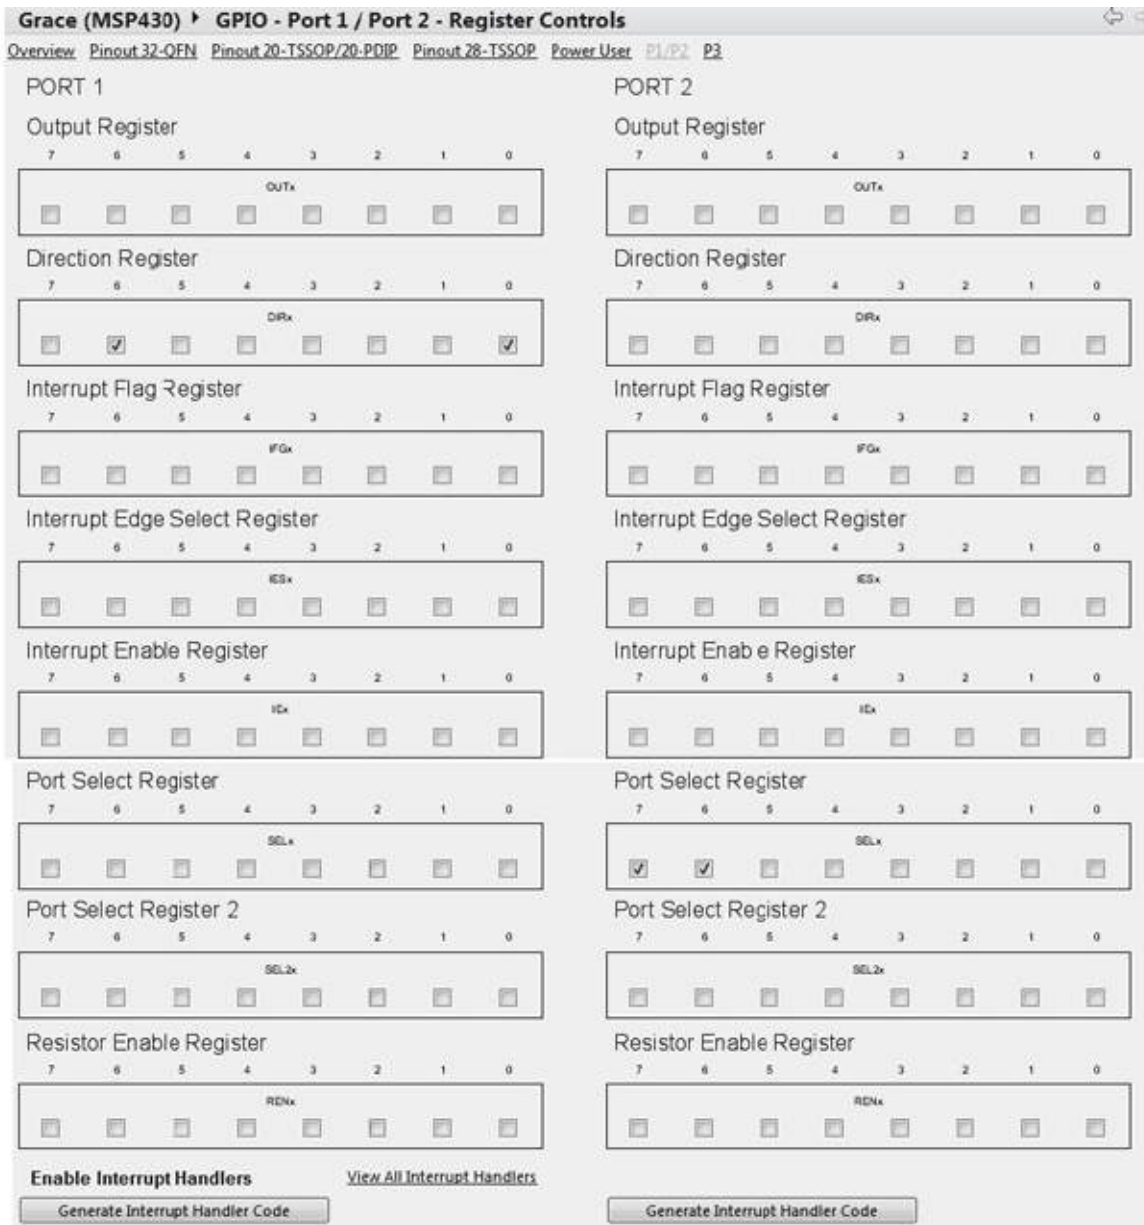 Grace (MSP430) ▸ GPIO - Port 1 / Port 2 - Register Controls
Overview Pinout 32-QFN Pinout 20-TSSOP/20-PDIP Pinout 28-TSSOP Power User P1/P2 P3
PORT 1 PORT 2
Output Register Output Register
7 6 5 4 3 2 1 0 7 6 5 4 3 2 1 0
OUTx OUTx
Direction Register Direction Register
7 6 5 4 3 2 1 0 7 6 5 4 3 2 1 0
DIRx DIRx
Interrupt Flag Register Interrupt Flag Register
7 6 5 4 3 2 1 0 7 6 5 4 3 2 1 0
IFGx IFGx
Interrupt Edge Select Register Interrupt Edge Select Register
7 6 5 4 3 2 1 0 7 6 5 4 3 2 1 0
IESx IESx
Interrupt Enable Register Interrupt Enab e Register
7 6 5 4 3 2 1 0 7 6 5 4 3 2 1 0
IEx IEx
Port Select Register Port Select Register
7 6 5 4 3 2 1 0 7 6 5 4 3 2 1 0
SELx SELx
Port Select Register 2 Port Select Register 2
7 6 5 4 3 2 1 0 7 6 5 4 3 2 1 0
SEL2x SEL2x
Resistor Enable Register Resistor Enable Register
7 6 5 4 3 2 1 0 7 6 5 4 3 2 1 0
RENx RENx
Enable Interrupt Handlers View All Interrupt Handlers
Generate Interrupt Handler Code Generate Interrupt Handler Code